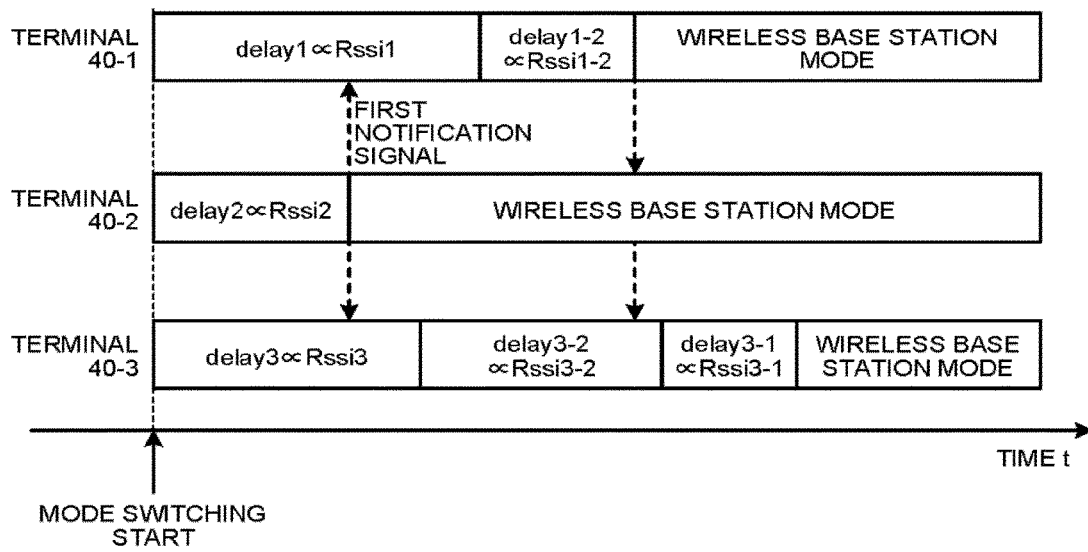 TERMINAL
40-1
delay1∝Rssi1
delay1-2
∝Rssi1-2
WIRELESS BASE STATION
MODE
FIRST
NOTIFICATION
SIGNAL
TERMINAL
40-2
delay2∝Rssi2
WIRELESS BASE STATION MODE
TERMINAL
40-3
delay3∝Rssi3
delay3-2
∝Rssi3-2
delay3-1
∝Rssi3-1
WIRELESS BASE
STATION MODE
TIME t
MODE SWITCHING
START